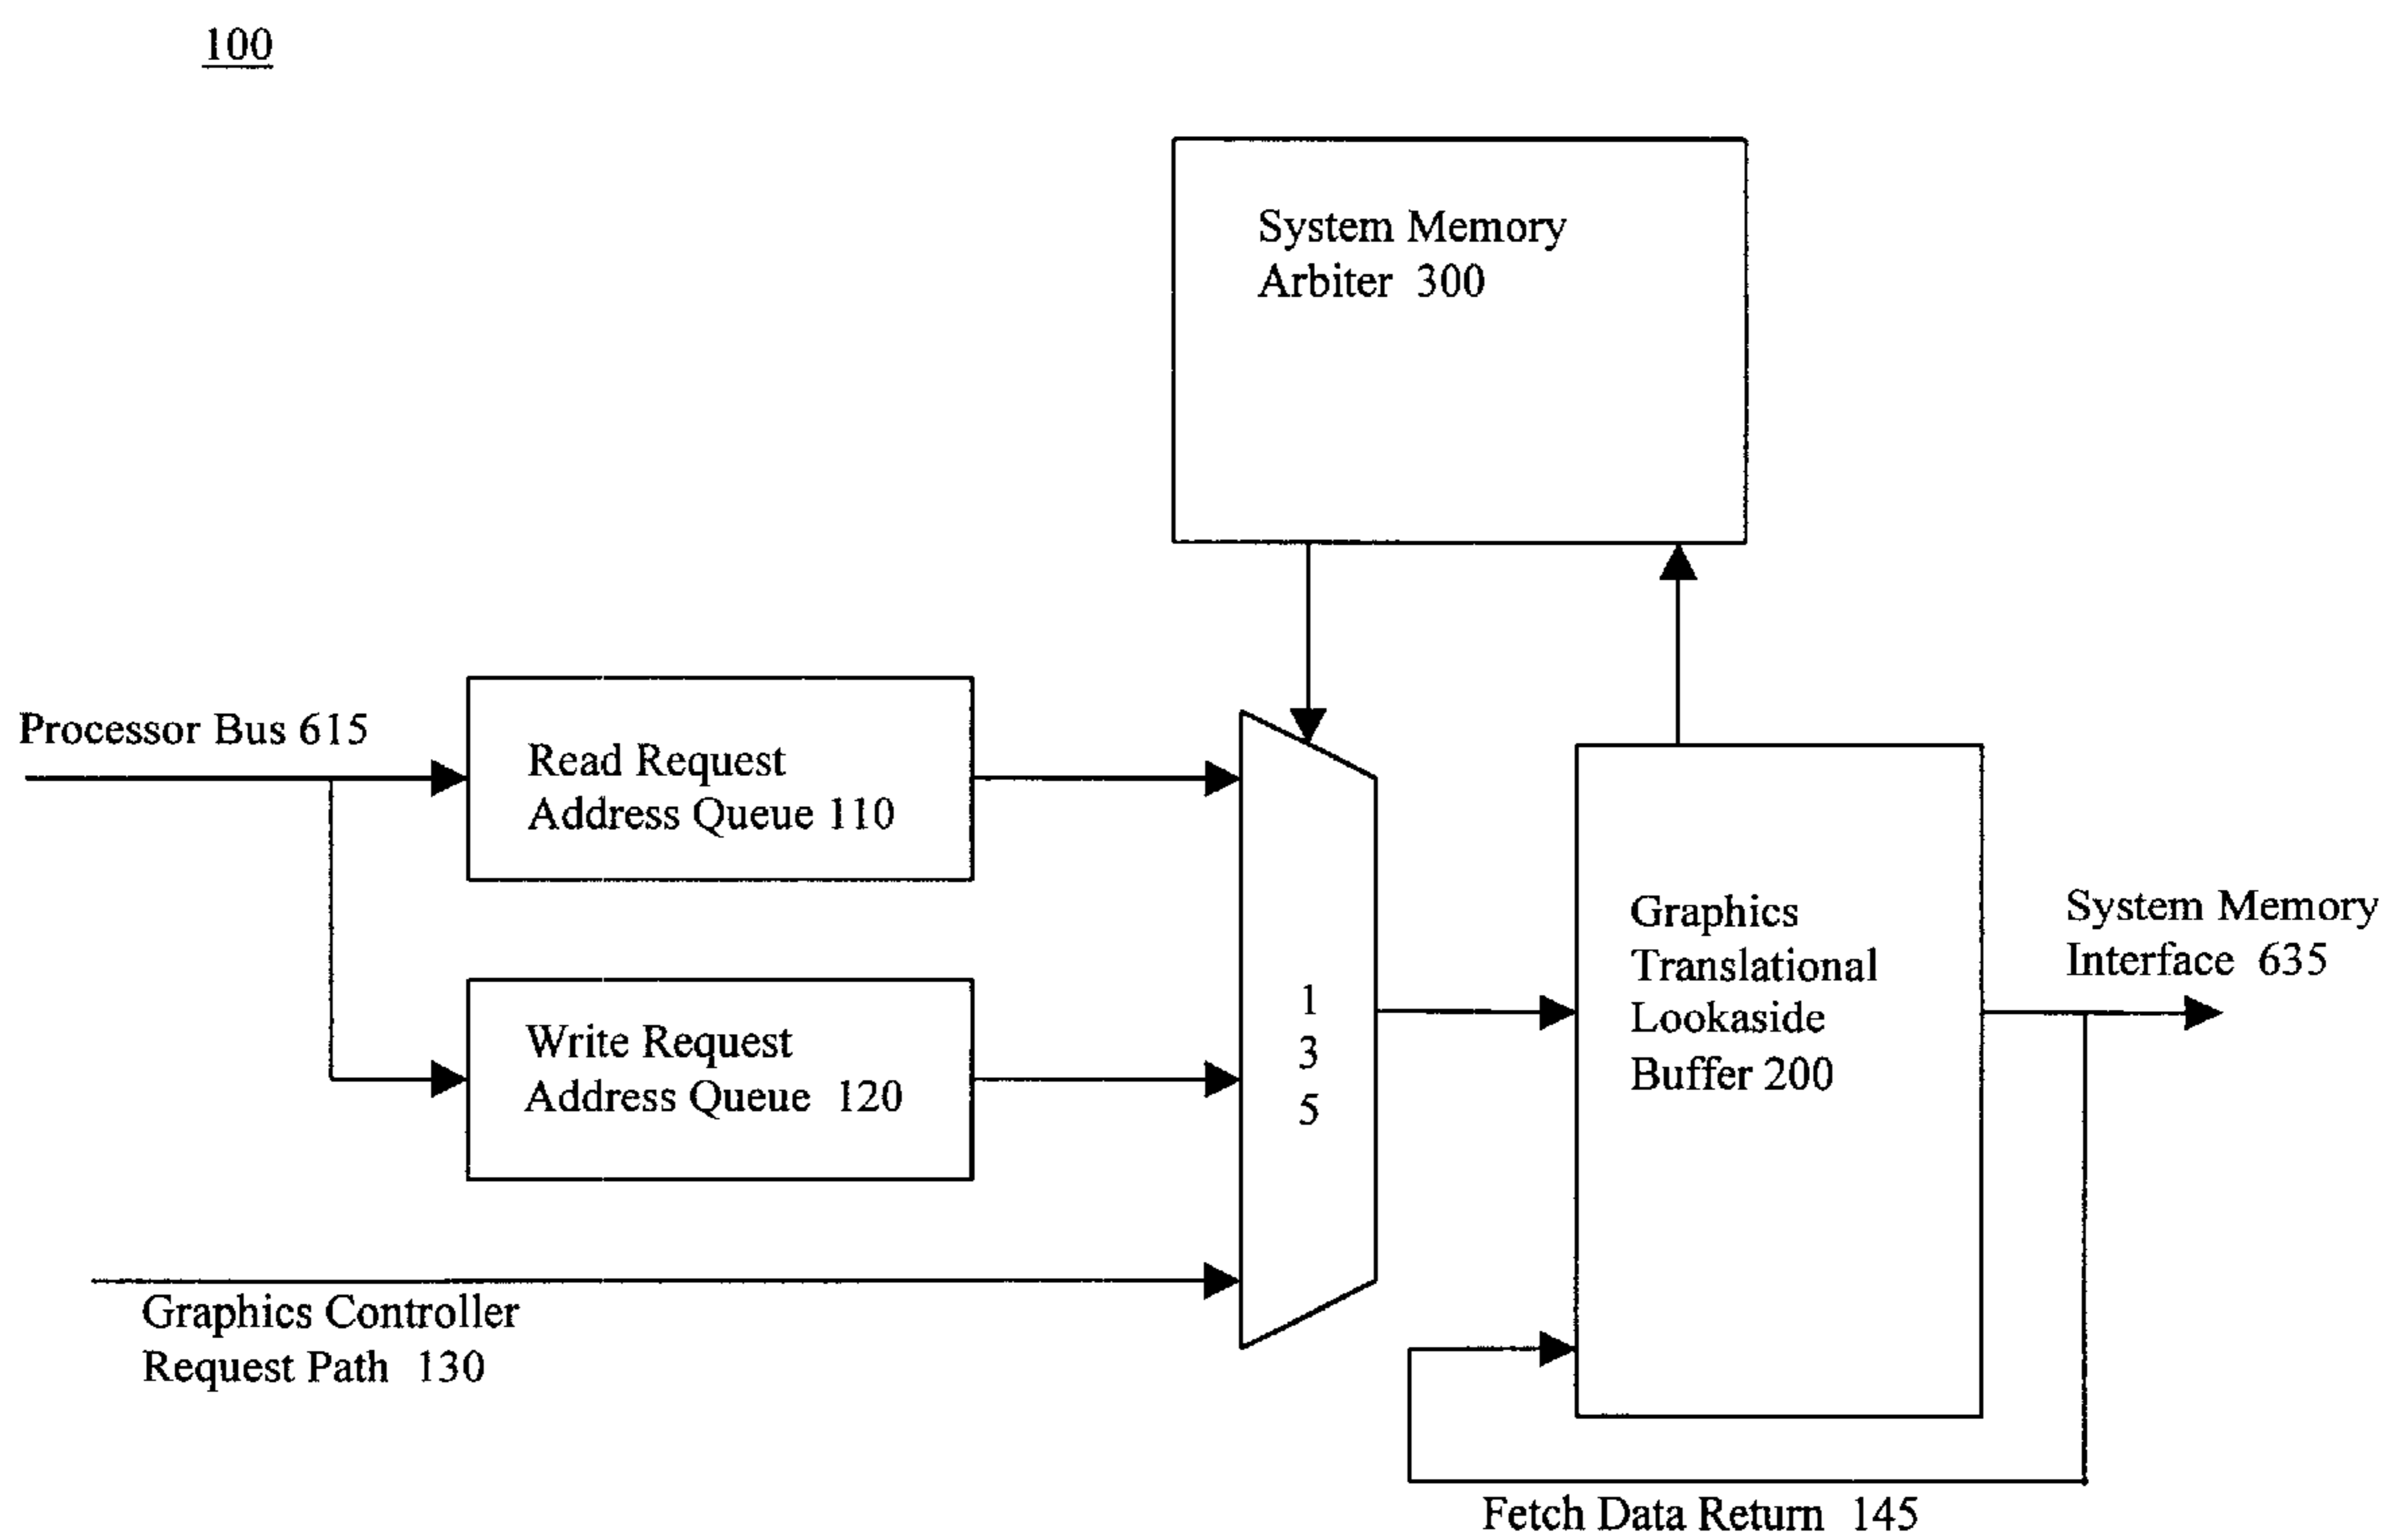 100
System Memory
Arbiter 300
Processor Bus 615
Read Request
Address Queue 110
Write Request
Address Queue 120
1
3
5
Graphics
Translational
Lookaside
Buffer 200
System Memory
Interface 635
Graphics Controller
Request Path 130
Fetch Data Return 145